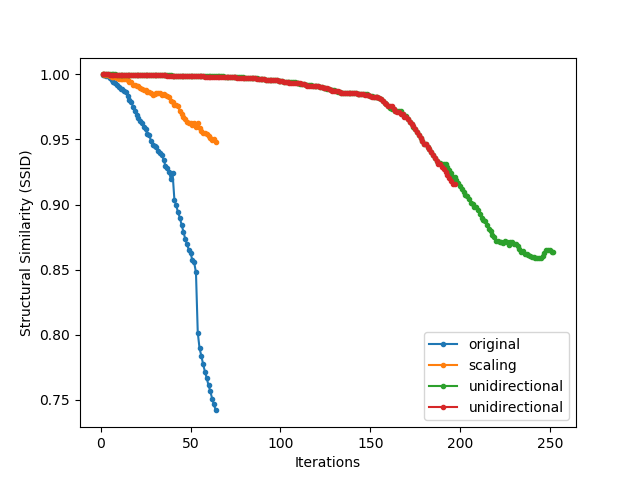 1.00
0.95
0.90
0.85
0.80
0.75
Structural Similarity (SSID)
0
50
100
150
200
250
Iterations
original
scaling
unidirectional
unidirectional